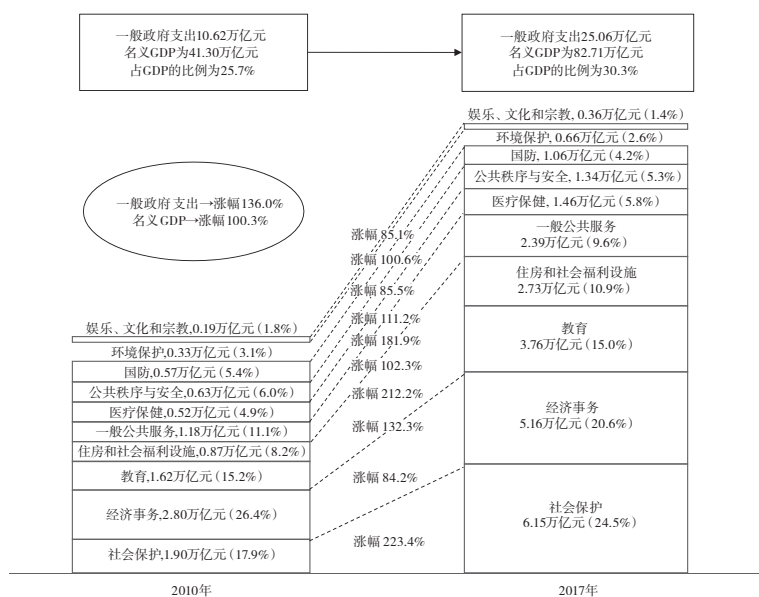 一般政府支出10.62万亿元
名义GDP为41.30万亿元
占GDP的比例为25.7%
一般政府支出25.06万亿元
名义GDP为82.71万亿元
占GDP的比例为30.3%
一般政府 支出→涨幅136.0%
名义 GDP→涨幅100.3%
娱乐、文化和宗教,0.19万亿元(1.8%)
环境保护,0.33万亿元(3.1%)
国防,0.57万亿元(5.4%)
公共秩序与安全,0.63万亿元(6.0%)
医疗保健,0.52万亿元(4.9%)
一般公共服务,1.18万亿元(11.1%)
住房和社会福利设施,0.87万亿元(8.2%)
教育,1.62万亿元(15.2%)
经济事务,2.80万亿元(26.4%)
社会保护,1.90万亿元(17.9%)
2010年
涨幅 85.1%
涨幅 100.6%
涨幅 85.5%
涨幅 111.2%
涨幅 181.9%
涨幅 102.3%
涨幅 212.2%
涨幅 132.3%
涨幅 84.2%
涨幅 223.4%
娱乐、文化和宗教, 0.36万亿元(1.4%)
环境保护, 0.66万亿元(2.6%)
国防, 1.06万亿元(4.2%)
公共秩序与安全, 1.34万亿元(5.3%)
医疗保健, 1.46万亿元(5.8%)
一般公共服务
2.39万亿元(9.6%)
住房和社会福利设施
2.73万亿元(10.9%)
教育
3.76万亿元(15.0%)
经济事务
5.16万亿元(20.6%)
社会保护
6.15万亿元(24.5%)
2017年